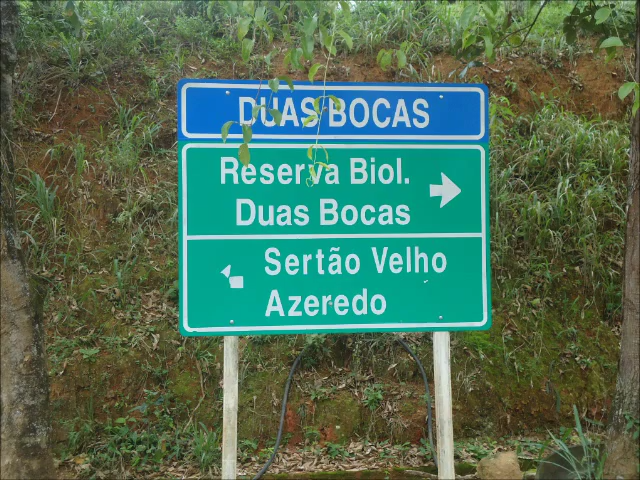 DUAS BOCAS
Reserva Biol.
Duas Bocas
Sertão Velho
Azeredo